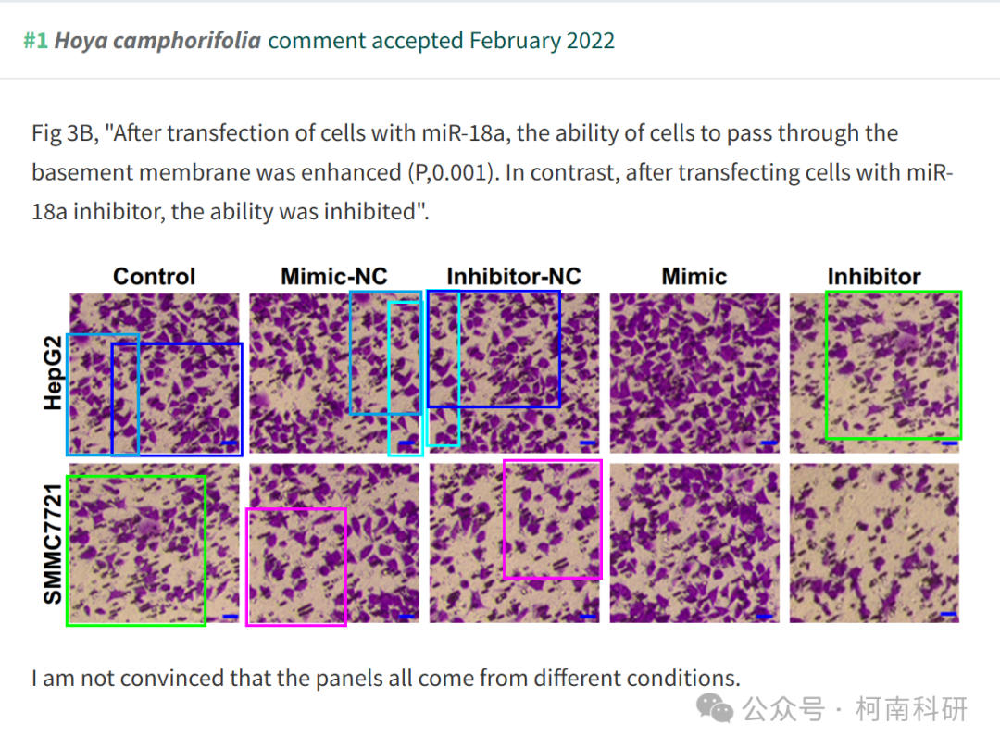 #1 Hoya camphorifolia comment accepted February 2022
Fig 3B, "After transfection of cells with miR-18a, the ability of cells to pass through the
basement membrane was enhanced (P,0.001). In contrast, after transfecting cells with miR-
18a inhibitor, the ability was inhibited".
Control Mimic-NC Inhibitor-NC Mimic Inhibitor
HepG2
SMMC7721
I am not convinced that the panels all come from different conditions.
公众号 · 柯南科研